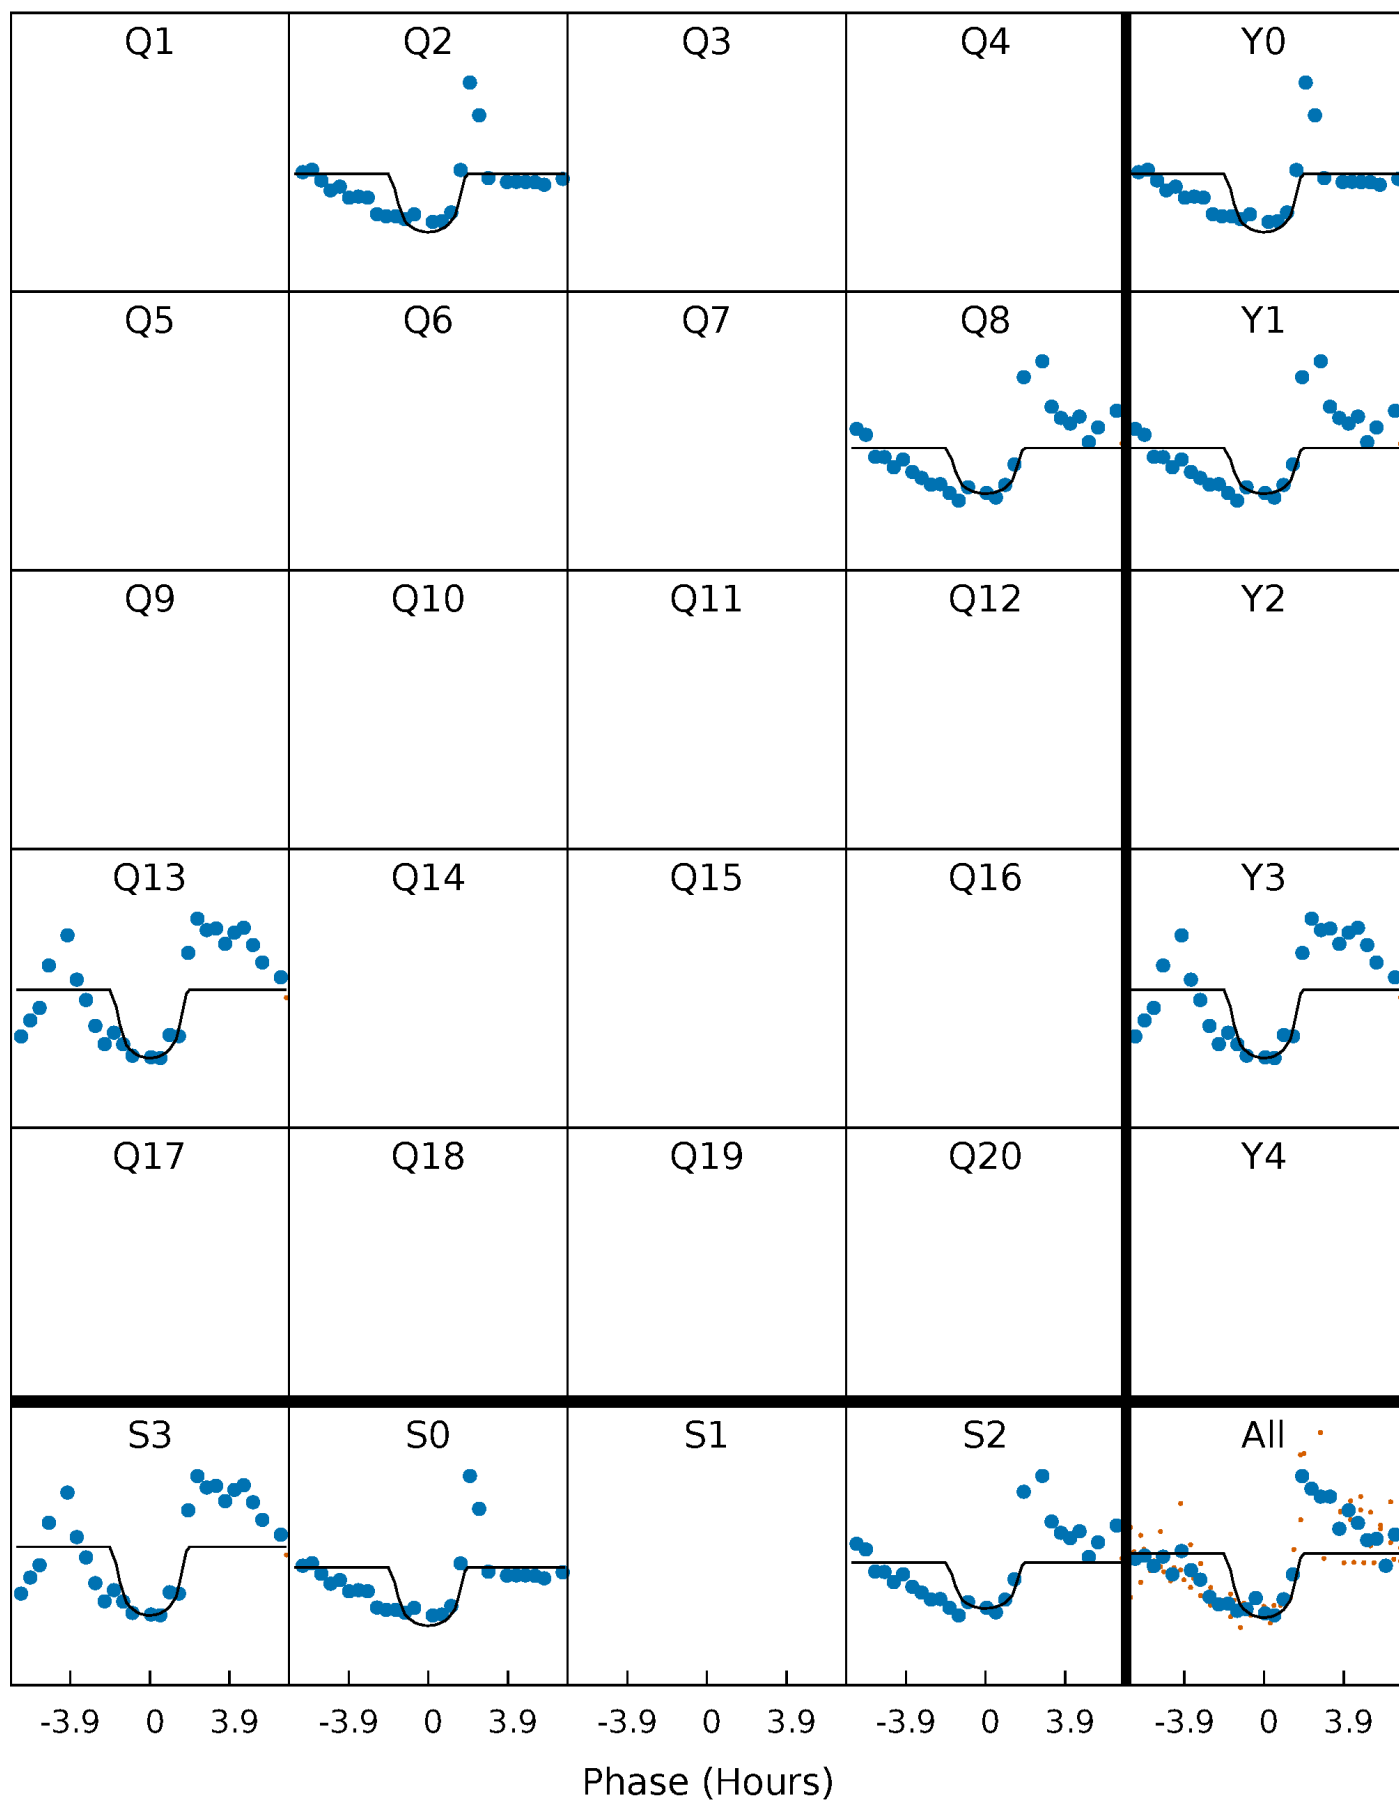 Q1 Q2 Q3 Q4 Y0
Q5 Q6 Q7 Q8 Y1
Q9 Q10 Q11 Q12 Y2
Q13 Q14 Q15 Q16 Y3
Q17 Q18 Q19 Q20 Y4
S3 S0 S1 S2 All
-3.9 0 3.9 -3.9 0 3.9 -3.9 0 3.9 -3.9 0 3.9 -3.9 0 3.9
Phase (Hours)